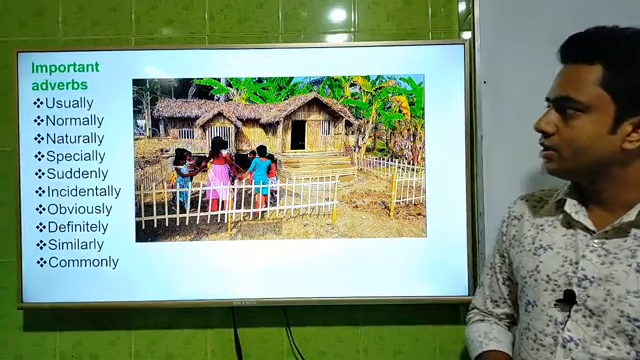 Important
adverbs
❖Usually
❖Normally
❖Naturally
❖Specially
❖Suddenly
❖Incidentally
❖Obviously
❖Definitely
❖Similarly
❖Commonly